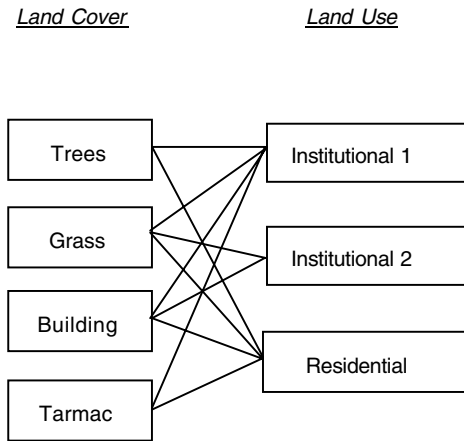 Land Cover
Land Use
Trees
Institutional 1
Grass
Institutional 2
Building
Residential
Tarmac